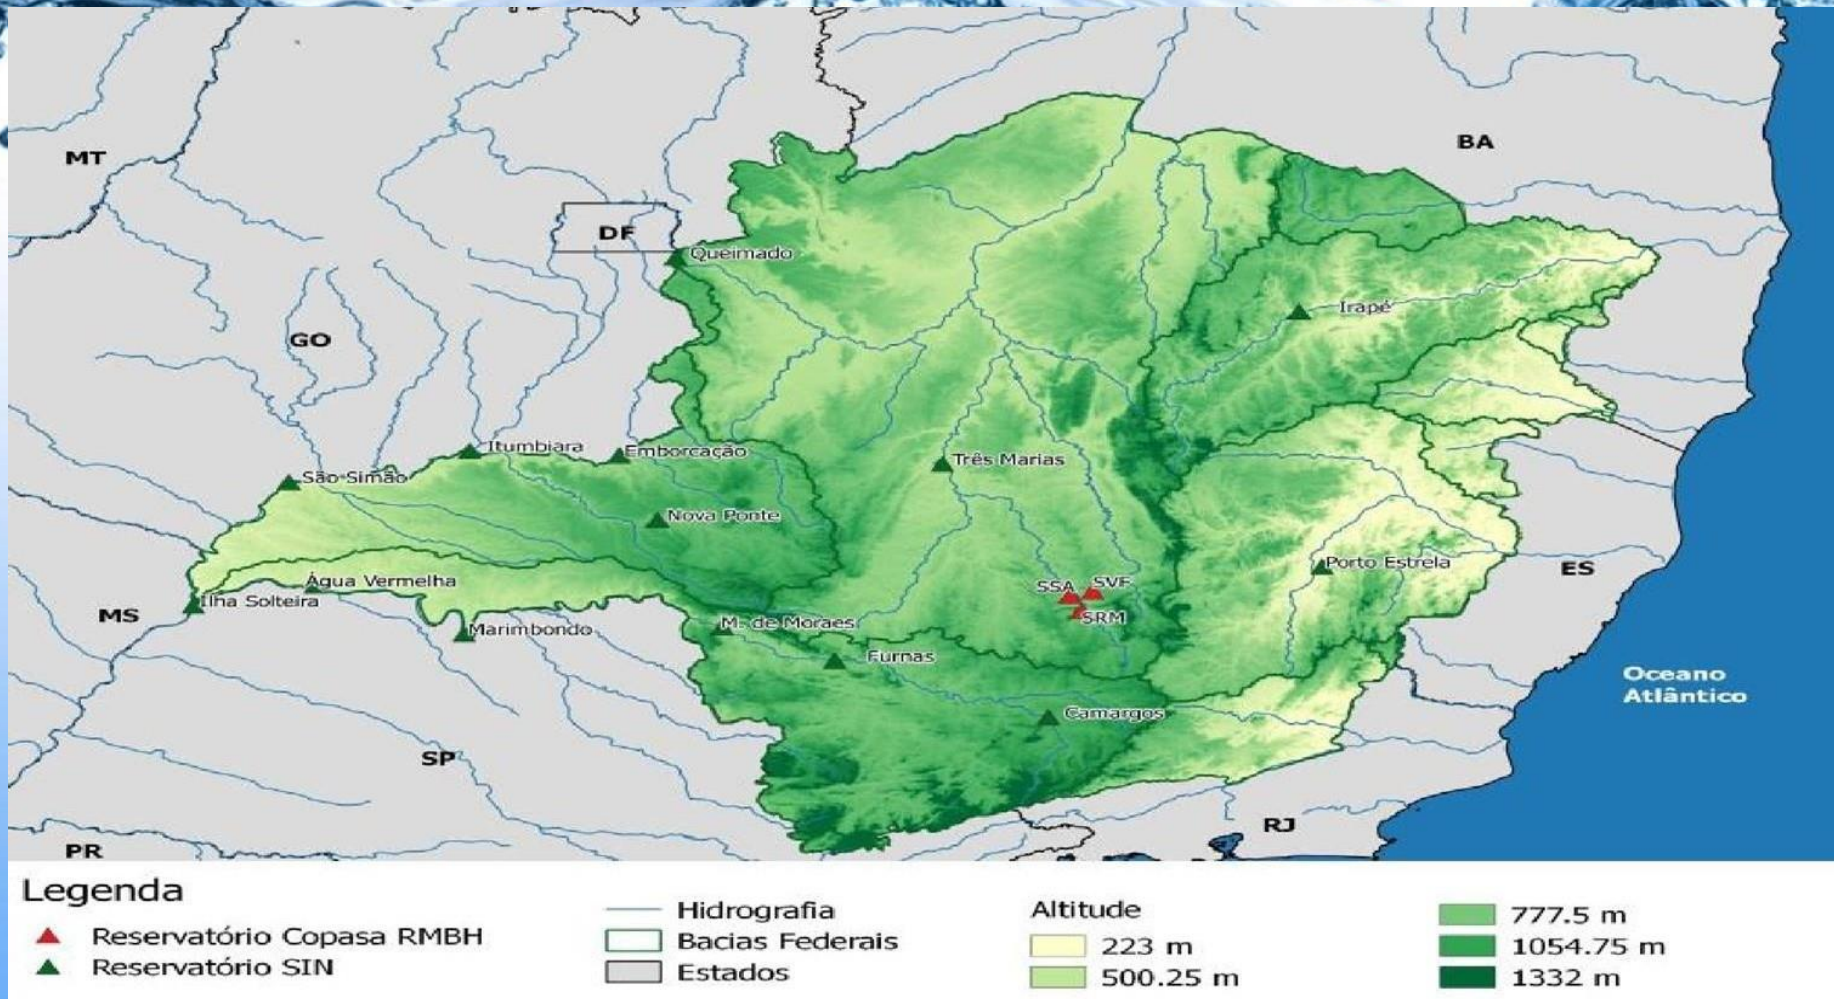 BA
MT
DF
Queimado
Irapé
GO
Itumbiara
Emborcação
Três Marias
São Simão
Nova Ponte
Porto Estrela
ES
Água Vermelha
SSA
SVF
Ilha Solteira
MS
SRM
M. de Moraes
Marimbondo
Furnas
Oceano
Atlântico
Camargos
SP
RJ
PR
Legenda
Reservatório Copasa RMBH
Reservatório SIN
Hidrografia
Bacias Federais
Estados
Altitude
223 m
500.25 m
777.5 m
1054.75 m
1332 m